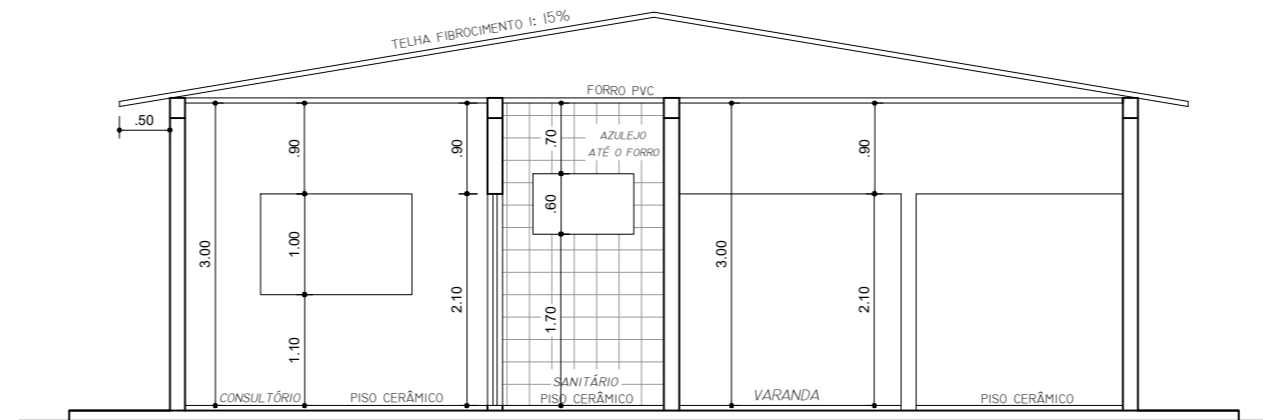 TELHA FIBROCIMENTO I: 15%
FORRO PVC
.50
.90
.90
.70
AZULEJO
ATÉ O FORRO
.90
.60
3.00
1.00
3.00
2.10
2.10
1.70
1.10
CONSULTÓRIO
PISO CERÂMICO
SANITÁRIO
PISO CERÂMICO
VARANDA
PISO CERÂMICO